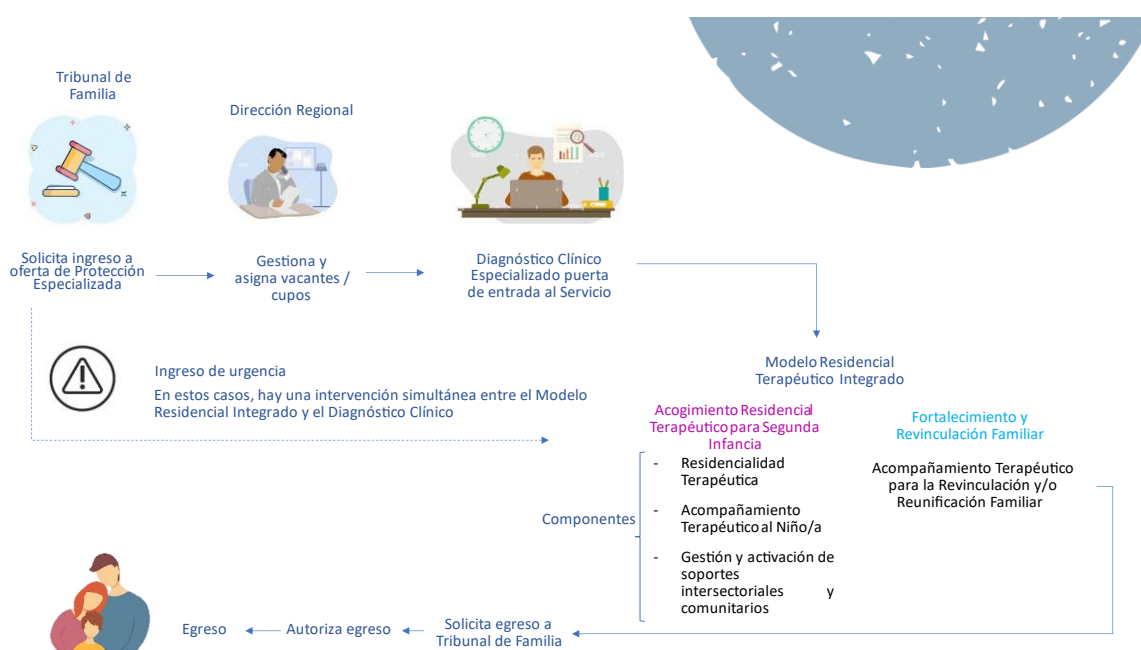 Tribunal de
Familia
Dirección Regional
Solicita ingreso a
oferta de Protección
Especializada
Gestiona y
asigna vacantes /
cupos
Diagnóstico Clínico
Especializado puerta
de entrada al Servicio
Ingreso de urgencia
En estos casos, hay una intervención simultánea entre el Modelo
Residencial Integrado y el Diagnóstico Clínico
Modelo Residencial
Terapéutico Integrado
Acogimiento Residencial
Terapéutico para Segunda
Infancia
Fortalecimiento y
Revinculación Familiar
Componentes
- Residencialidad
Terapéutica
- Acompañamiento
Terapéutico al Niño/a
- Gestión y activación de
soportes
intersectoriales y
comunitarios
Acompañamiento Terapéutico
para la Revinculación y/o
Reunificación Familiar
Solicita egreso a
Tribunal de Familia
Autoriza egreso
Egreso